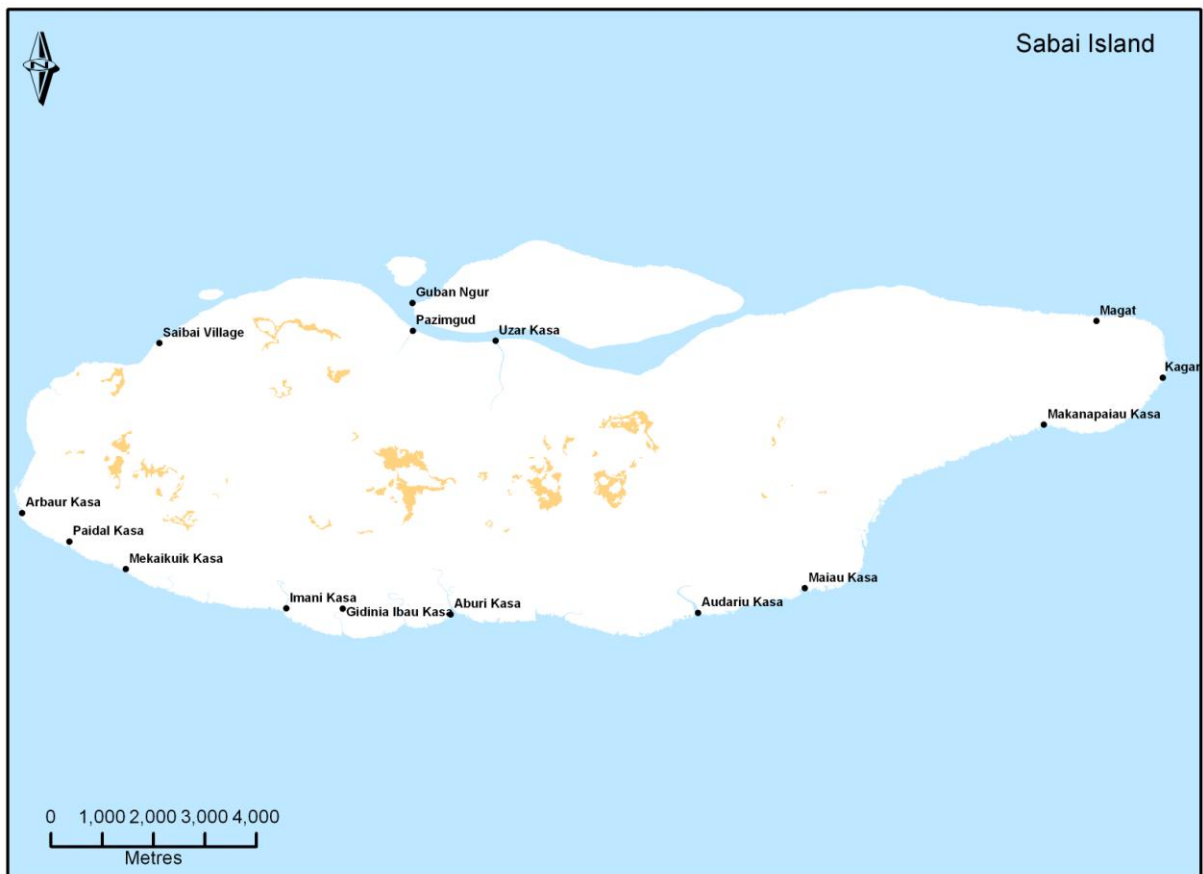 Sabai Island
N
Guban Ngur
Magat
Pazimgud
Saibai Village
Uzar Kasa
Kagar
Makanapaiau Kasa
Arbaur Kasa
Paidal Kasa
Mekaikuik Kasa
Maiau Kasa
Imani Kasa
Gidinia Ibau Kasa
Aburi Kasa
Audariu Kasa
0 1,000 2,000 3,000 4,000
Metres